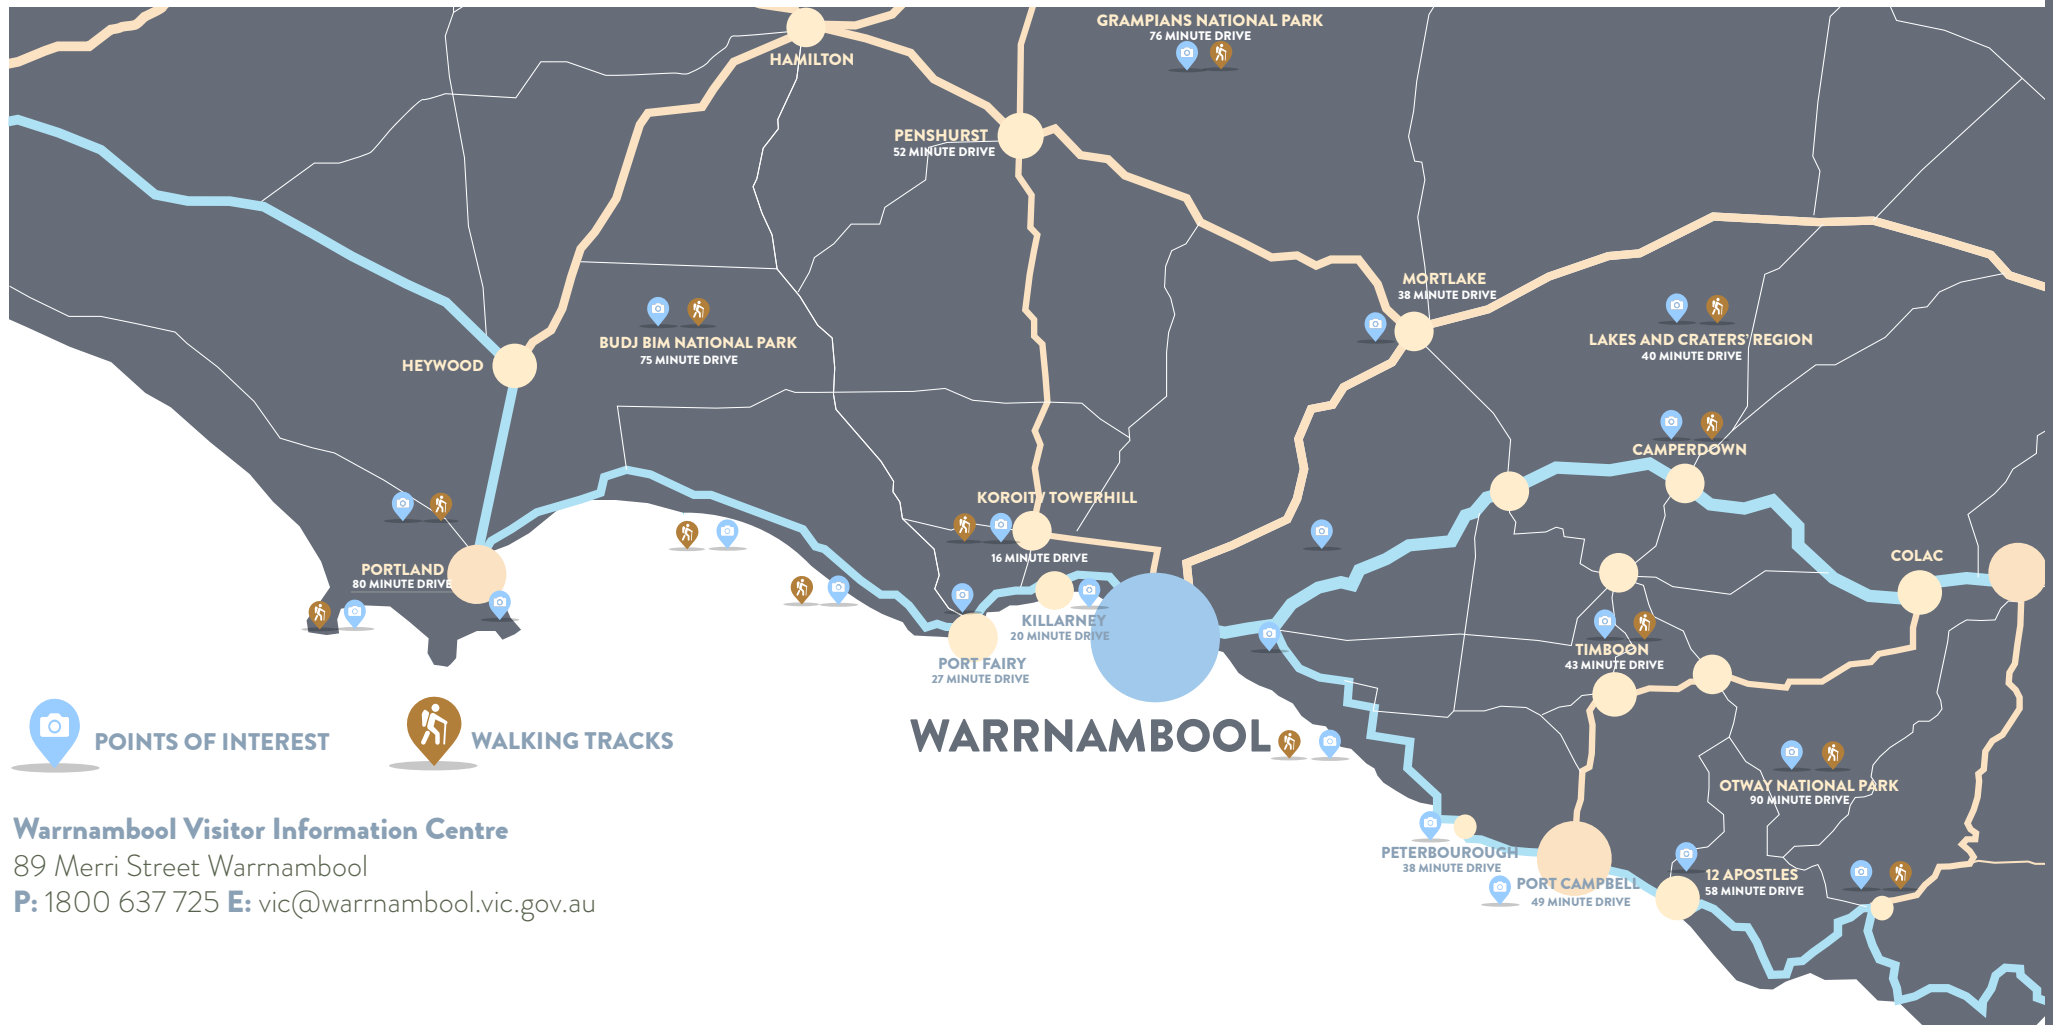 GRAMPIANS NATIONAL PARK
76 MINUTE DRIVE
HAMILTON
PENSHURST
52 MINUTE DRIVE
MORTLAKE
38 MINUTE DRIVE
BUDJ BIM NATIONAL PARK
75 MINUTE DRIVE
LAKES AND CRATERS' REGION
40 MINUTE DRIVE
HEYWOOD
CAMPERDOWN
KOROIT/ TOWERHILL
16 MINUTE DRIVE
COLAC
PORTLAND
80 MINUTE DRIVE
KILLARNEY
20 MINUTE DRIVE
TIMBOON
43 MINUTE DRIVE
PORT FAIRY
27 MINUTE DRIVE
POINTS OF INTEREST
WALKING TRACKS
WARRNAMBOOL
OTWAY NATIONAL PARK
90 MINUTE DRIVE
Warrnambool Visitor Information Centre
89 Merri Street Warrnambool
P: 1800 637 725 E: vic@warrnambool.vic.gov.au
PETERBOUROUGH
38 MINUTE DRIVE
12 APOSTLES
58 MINUTE DRIVE
PORT CAMPBELL
49 MINUTE DRIVE